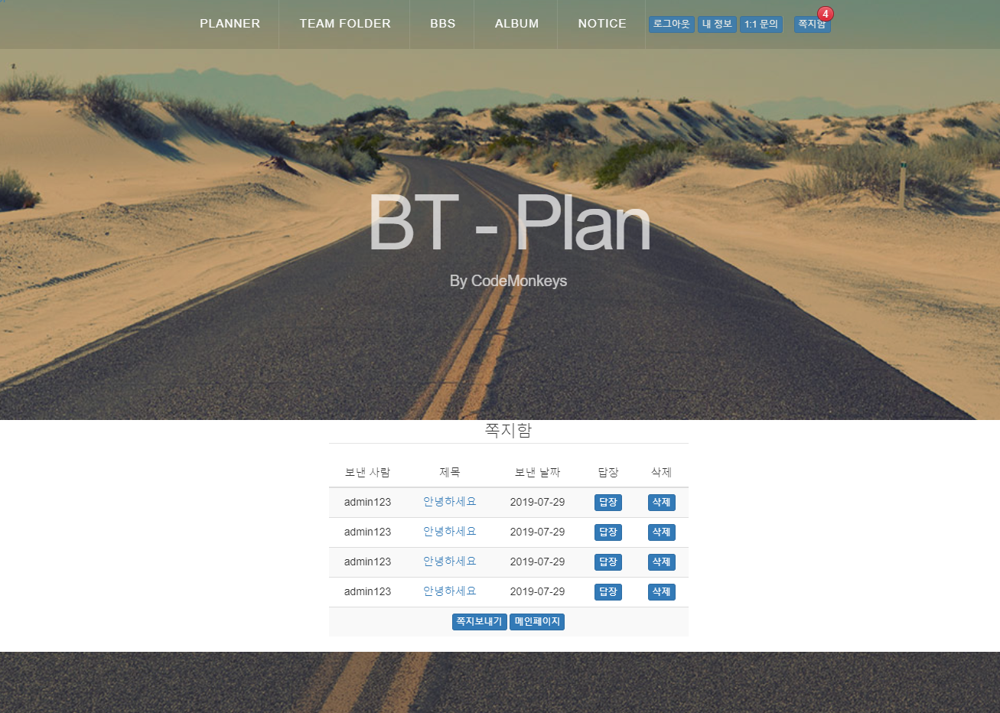 PLANNER TEAM FOLDER BBS ALBUM NOTICE 로그아웃 내 정보 1:1 문의 쪽지함 4
BT - Plan
By CodeMonkeys
쪽지함
보낸 사람 제목 보낸 날짜 답장 삭제
admin123 안녕하세요 2019-07-29 답장 삭제
admin123 안녕하세요 2019-07-29 답장 삭제
admin123 안녕하세요 2019-07-29 답장 삭제
admin123 안녕하세요 2019-07-29 답장 삭제
쪽지보내기 메인페이지